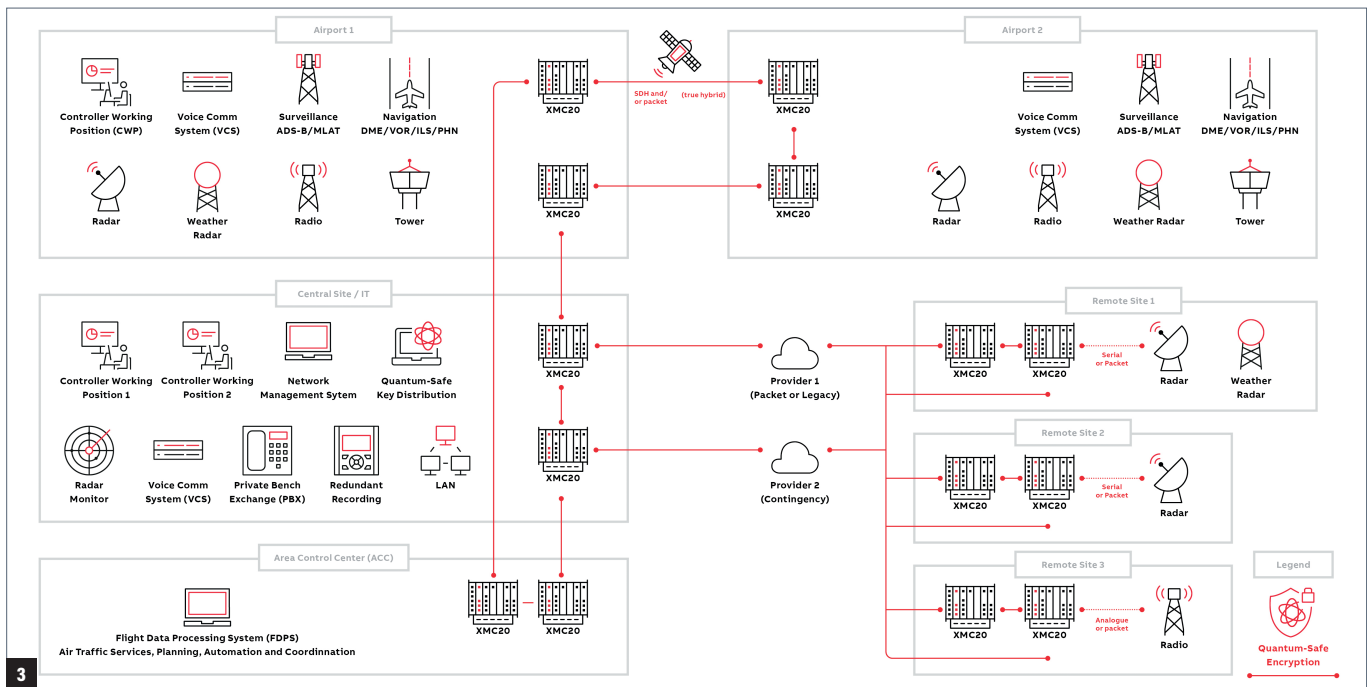 Airport 1
Controller Working
Position (CWP)
Voice Comm
System (VCS)
Surveillance
ADS-B/MLAT
Navigation
DME/VOR/ILS/PHN
Radar
Weather
Radar
Radio
Tower
XMC20
XMC20
SDH and/
or packet
(true hybrid)
Airport 2
XMC20
XMC20
Voice Comm
System (VCS)
Surveillance
ADS-B/MLAT
Navigation
DME/VOR/ILS/PHN
Radar
Radio
Weather Radar
Tower
Central Site / IT
Controller Working
Position 1
Controller Working
Position 2
Network
Management Sytem
Quantum-Safe
Key Distribution
XMC20
Radar
Monitor
Voice Comm
System (VCS)
Private Bench
Exchange (PBX)
Redundant
Recording
LAN
XMC20
Provider 1
(Packet or Legacy)
Provider 2
(Contingency)
Remote Site 1
XMC20
XMC20
Serial
or Packet
Radar
Weather
Radar
Remote Site 2
XMC20
XMC20
Serial
or Packet
Radar
Remote Site 3
XMC20
XMC20
Analogue
or packet
Radio
Area Control Center (ACC)
Flight Data Processing System (FDPS)
Air Traffic Services, Planning, Automation and Coordinnation
XMC20
XMC20
Legend
Quantum-Safe
Encryption
3